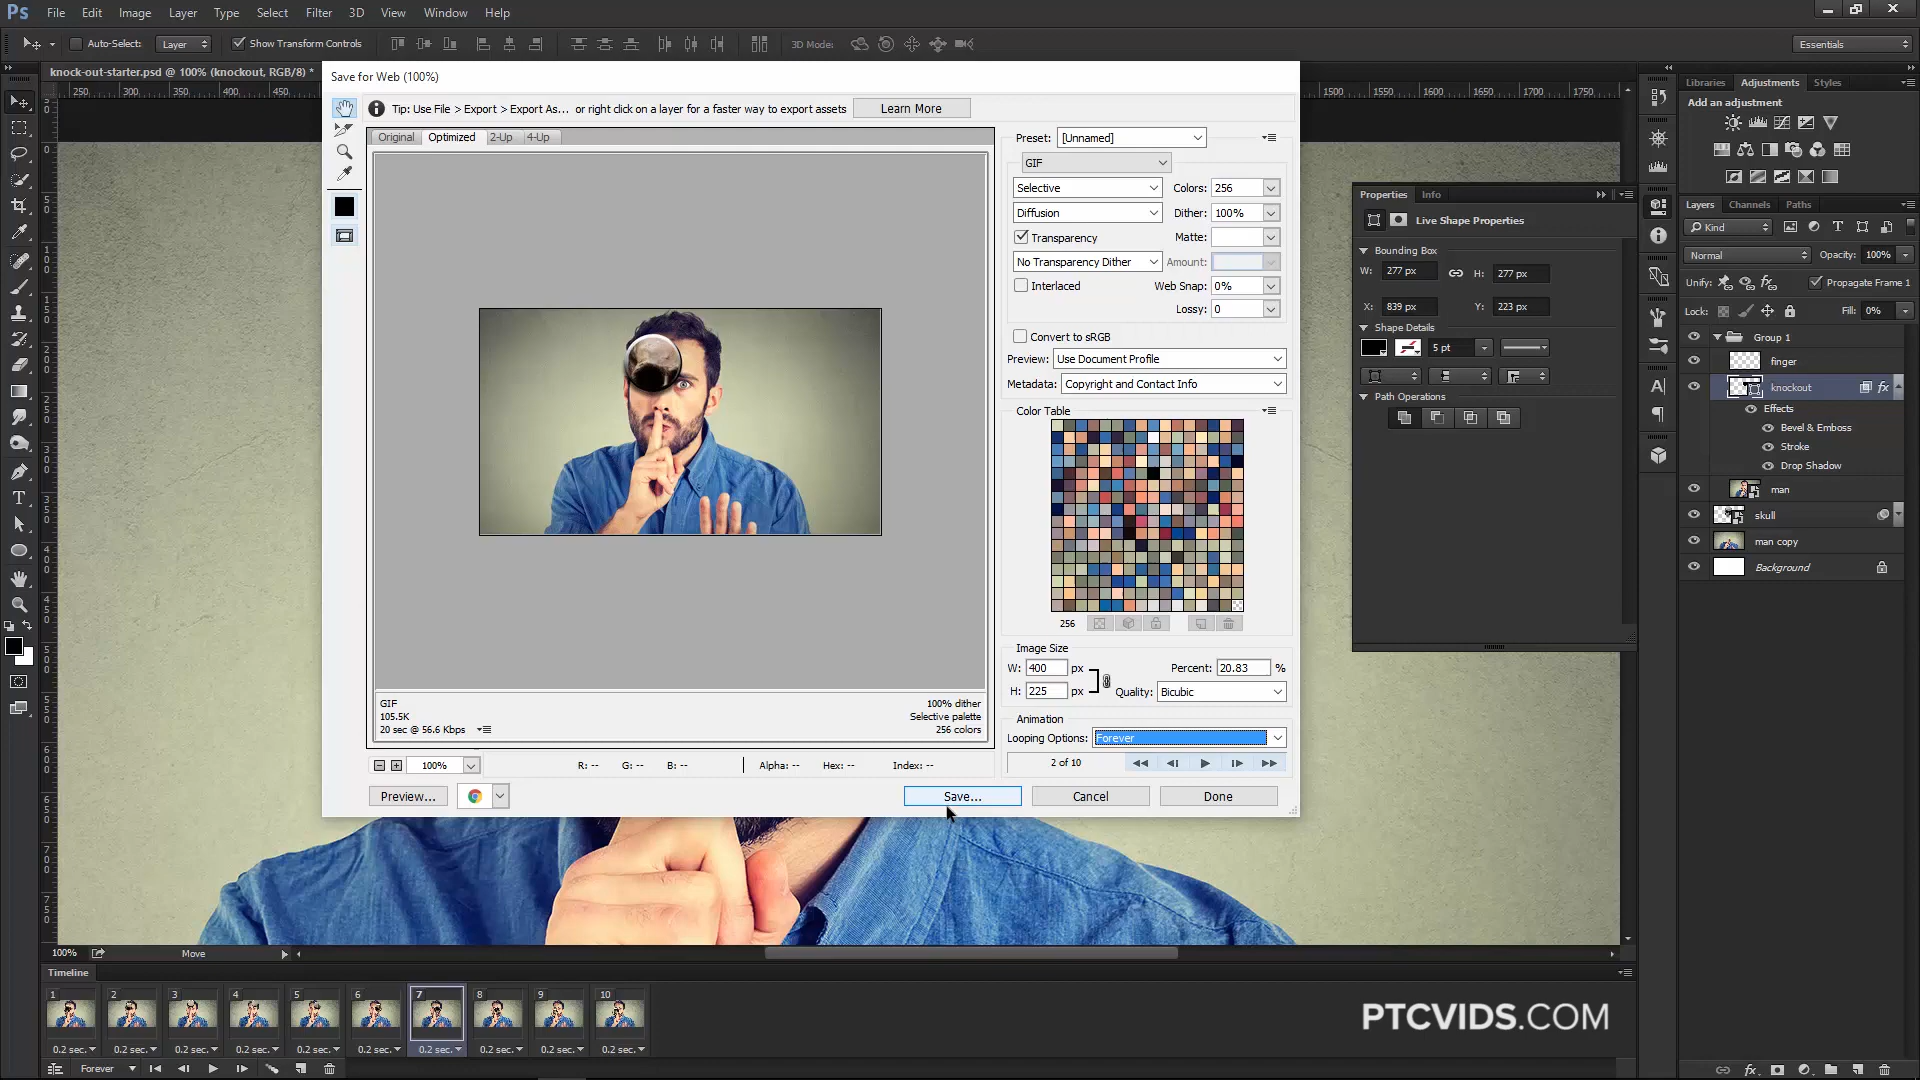 Ps File Edit Image Layer Type Select Filter 3D View Window Help
Auto-Select: Layer Show Transform Controls 3D Mode: Essentials
knock-out-starter.psd @ 100% (knockout, RGB/8) *
Save for Web (100%)
Tip: Use File > Export > Export As... or right click on a layer for a faster way to export assets Learn More
Original Optimized 2-Up 4-Up
250 300 350 400 450
1500 1550 1600 1650 1700 1750
Preset: [Unnamed]
GIF
Selective Colors: 256
Diffusion Dither: 100%
Transparency Matte:
No Transparency Dither Amount:
Interlaced Web Snap: 0%
Lossy: 0
Convert to sRGB
Preview: Use Document Profile
Metadata: Copyright and Contact Info
Color Table
256
Image Size
W: 400 px Percent: 20.83 %
H: 225 px Quality: Bicubic
Animation
Looping Options: Forever
2 of 10
GIF
105.5K
20 sec @ 56.6 Kbps
100% dither
Selective palette
256 colors
100% R: -- G: -- B: -- Alpha: -- Hex: -- Index: --
Preview... Save... Cancel Done
Properties Info
Live Shape Properties
Bounding Box
W: 277 px H: 277 px
X: 839 px Y: 223 px
Shape Details
5 pt
Path Operations
Libraries Adjustments Styles
Add an adjustment
Layers Channels Paths
Kind
Normal Opacity: 100%
Unify: Propagate Frame 1
Lock: Fill: 0%
Group 1
finger
knockout fx
Effects
Bevel & Emboss
Stroke
Drop Shadow
man
skull
man copy
Background
100% Move
Timeline
1 2 3 4 5 6 7 8 9 10
0.2 sec. 0.2 sec. 0.2 sec. 0.2 sec. 0.2 sec. 0.2 sec. 0.2 sec. 0.2 sec. 0.2 sec. 0.2 sec.
Forever
PTCVIDS.COM